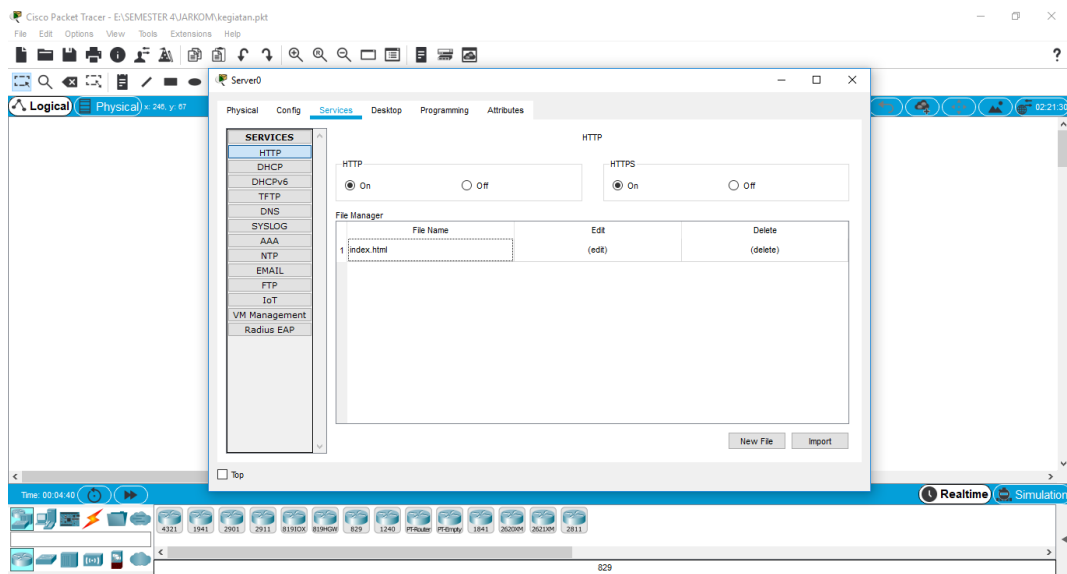 Cisco Packet Tracer - E:\SEMESTER 4\JARKOM\kegiatan.pkt
File Edit Options View Tools Extensions Help
?
Server0
Logical Physical x: 246, y: 67
02:21:30
Physical Config Services Desktop Programming Attributes
SERVICES
HTTP
DHCP
DHCPv6
TFTP
DNS
SYSLOG
AAA
NTP
EMAIL
FTP
IoT
VM Management
Radius EAP
HTTP
HTTP
On Off
HTTPS
On Off
File Manager
File Name Edit Delete
1 index.html (edit) (delete)
New File Import
Top
Time: 00:04:40
Realtime Simulation
4321 1941 2901 2911 819IOX 819HGW 829 1240 PT-Router PT-Empty 1841 2620XM 2621XM 2811
829